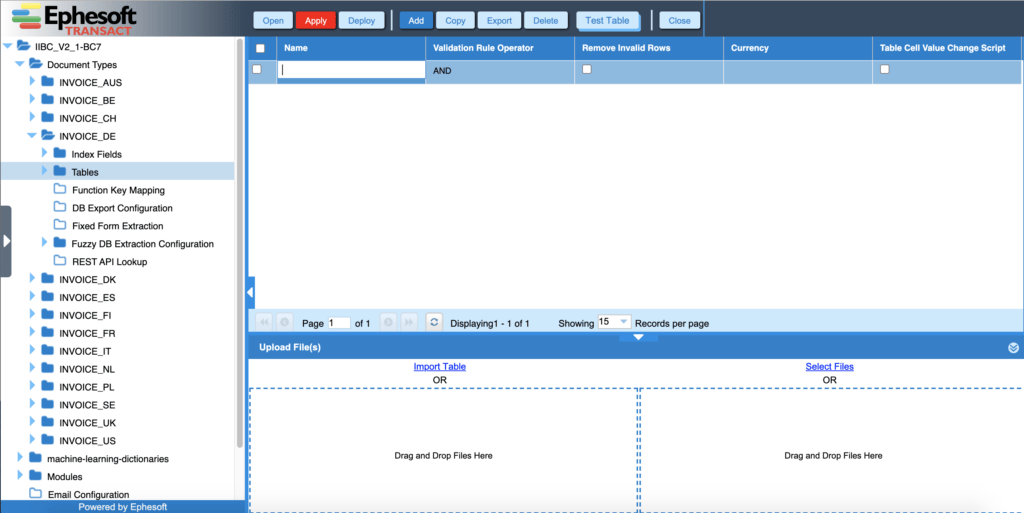 Ephesoft
TRANSACT
Open Apply Deploy Add Copy Export Delete Test Table Close
IIBC_V2_1-BC7
Document Types
INVOICE_AUS
INVOICE_BE
INVOICE_CH
INVOICE_DE
Index Fields
Tables
Function Key Mapping
DB Export Configuration
Fixed Form Extraction
Fuzzy DB Extraction Configuration
REST API Lookup
INVOICE_DK
INVOICE_ES
INVOICE_FI
INVOICE_FR
INVOICE_IT
INVOICE_NL
INVOICE_PL
INVOICE_SE
INVOICE_UK
INVOICE_US
machine-learning-dictionaries
Modules
Email Configuration
Powered by Ephesoft
Name Validation Rule Operator Remove Invalid Rows Currency Table Cell Value Change Script
AND
Page 1 of 1 Displaying1 - 1 of 1 Showing 15 Records per page
Upload File(s)
Import Table Select Files
OR OR
Drag and Drop Files Here Drag and Drop Files Here